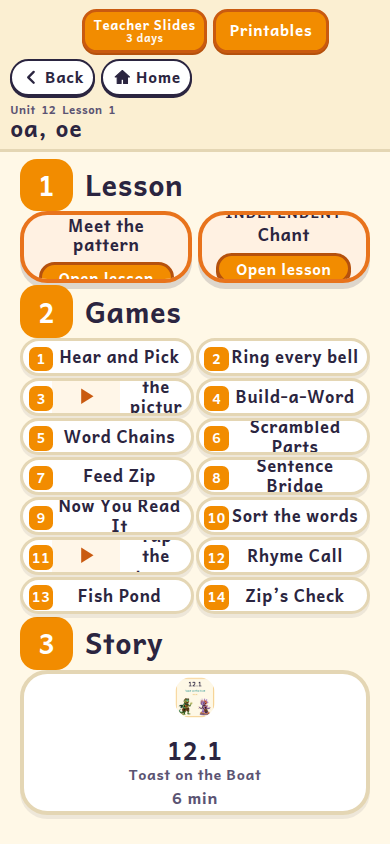 Teacher Slides
3 days
Printables
Back
Home
Unit 12 Lesson 1
oa, oe
1 Lesson
Meet the
pattern
Open lesson
INDEPENDENT
Chant
Open lesson
2 Games
1 Hear and Pick
2 Ring every bell
3 the
pictur
4 Build-a-Word
5 Word Chains
6 Scrambled
Parts
7 Feed Zip
8 Sentence
Bridge
9 Now You Read
It
10 Sort the words
11 Tap
the
12 Rhyme Call
13 Fish Pond
14 Zip’s Check
3 Story
12.1
12.1
Toast on the Boat
6 min